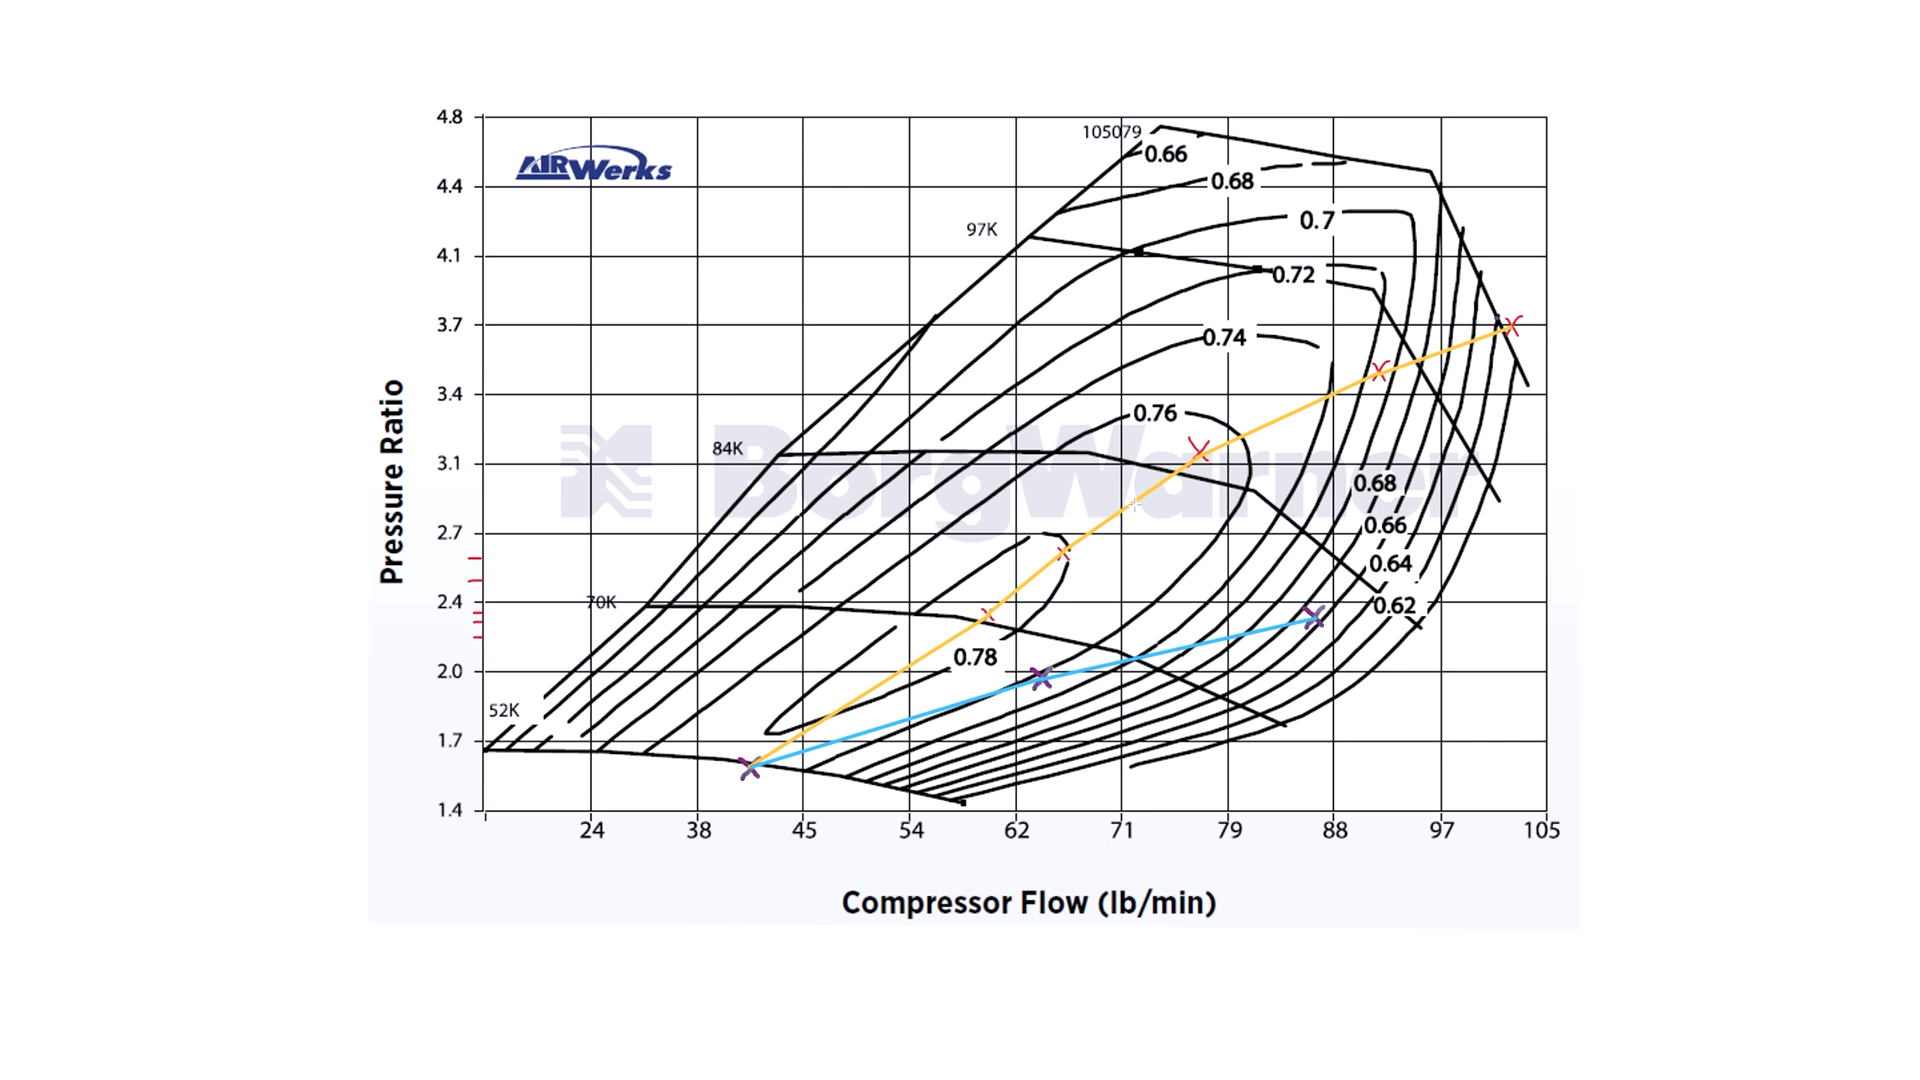 4.8
105079
0.66
AIRWerks
4.4
0.68
97K
0.7
4.1
0.72
3.7
0.74
3.4
0.76
84K
BorgWarner
3.1
0.68
0.66
2.7
0.64
70K
2.4
0.62
0.78
2.0
52K
1.7
1.4
Pressure Ratio
24 38 45 54 62 71 79 88 97 105
Compressor Flow (lb/min)